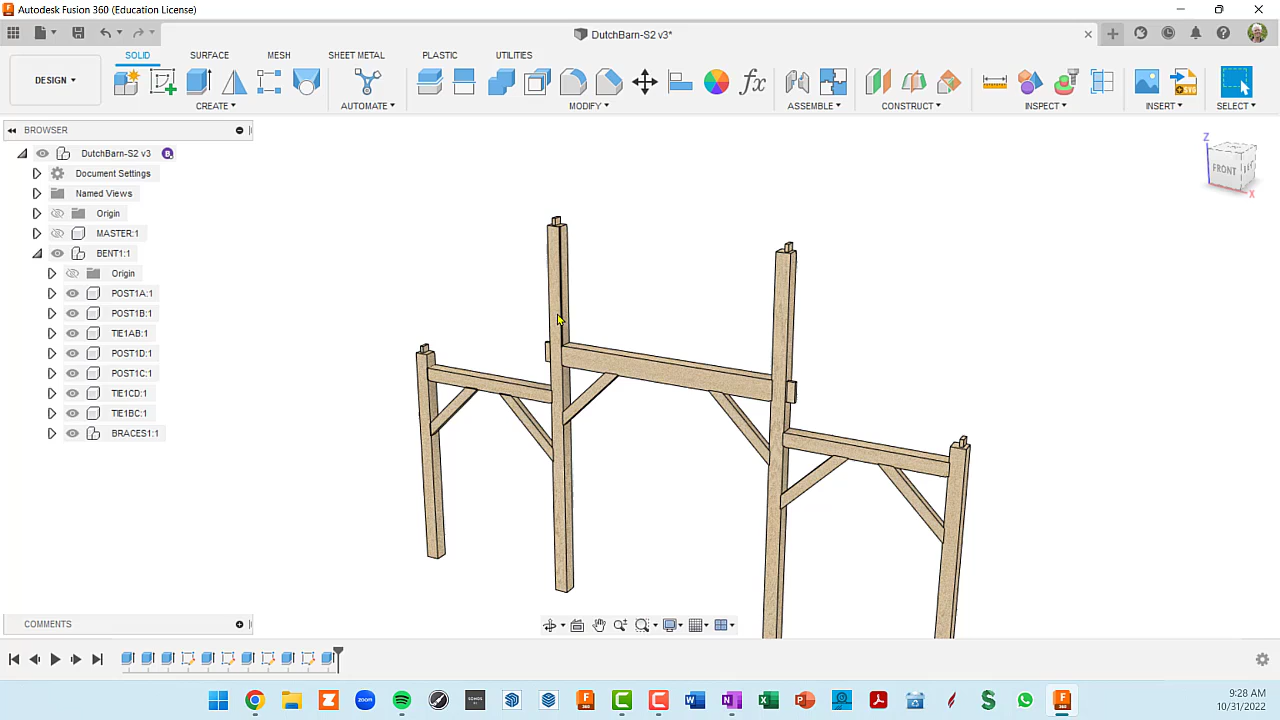 Autodesk Fusion 360 (Education License)
DutchBarn-S2 v3*
SOLID SURFACE MESH SHEET METAL PLASTIC UTILITIES
DESIGN
CREATE AUTOMATE MODIFY ASSEMBLE CONSTRUCT INSPECT INSERT SELECT
BROWSER
DutchBarn-S2 v3
Document Settings
Named Views
Origin
MASTER:1
BENT1:1
Origin
POST1A:1
POST1B:1
TIE1AB:1
POST1D:1
POST1C:1
TIE1CD:1
TIE1BC:1
BRACES1:1
Z
FRONT
X
COMMENTS
9:28 AM
10/31/2022